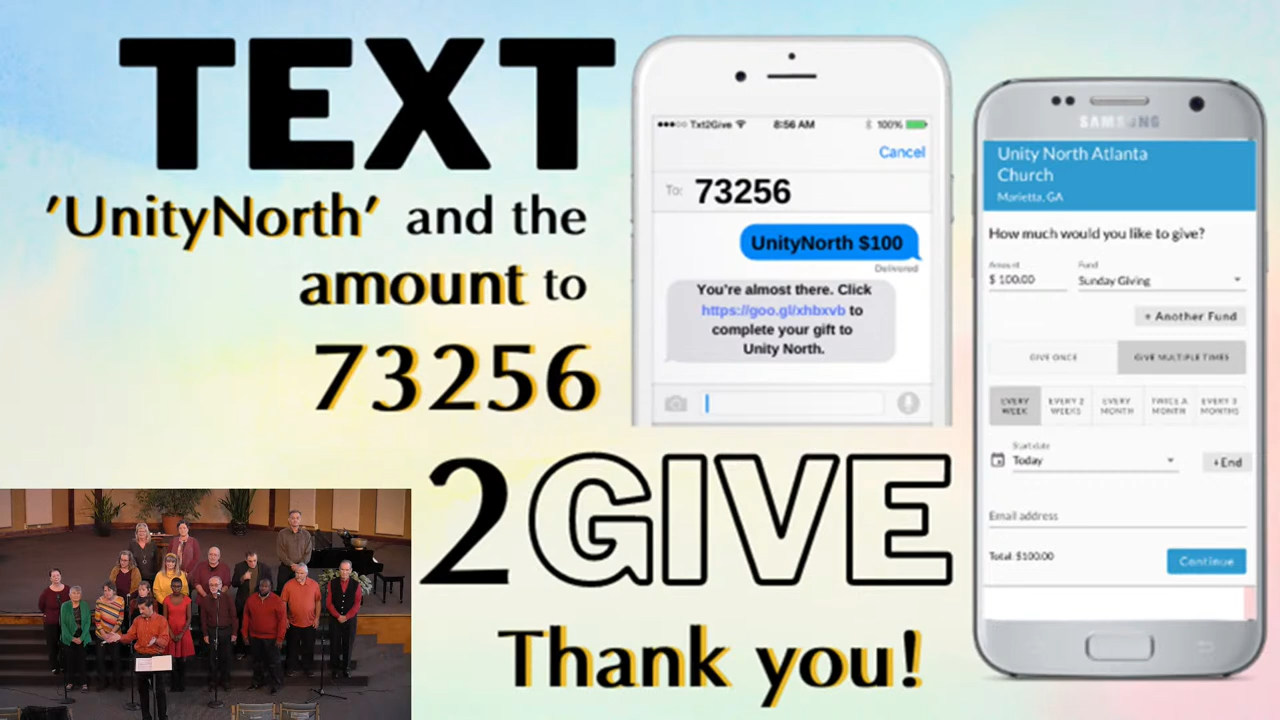 TEXT
'UnityNorth' and the
amount to
73256
2GIVE
Thank you!
Txt2Give 8:56 AM 100%
Cancel
To: 73256
UnityNorth $100
Delivered
You're almost there. Click
https://goo.gl/xhbxvb to
complete your gift to
Unity North.
SAMSUNG
Unity North Atlanta
Church
Marietta, GA
How much would you like to give?
Amount Fund
$ 100.00 Sunday Giving
+ Another Fund
GIVE ONCE GIVE MULTIPLE TIMES
EVERY EVERY 2 EVERY TWICE A EVERY 3
WEEK WEEKS MONTH MONTH MONTHS
Start date
Today +End
Email address
Total: $100.00 Continue